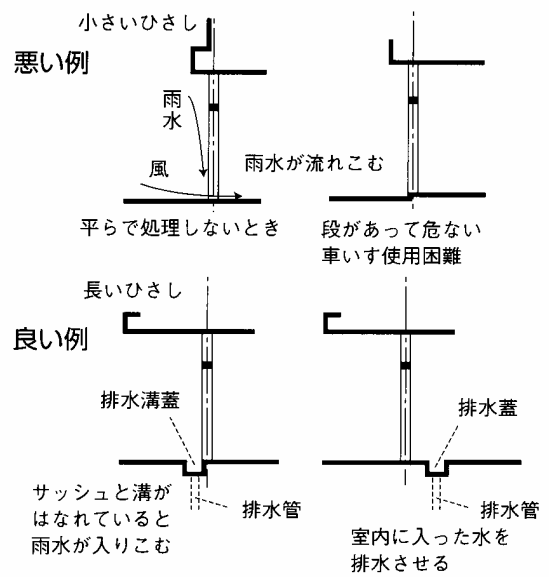 小さいひさし
悪い例
雨水
風
雨水が流れこむ
平らで処理しないとき
段があって危ない
車いす使用困難
長いひさし
良い例
排水溝蓋
排水蓋
サッシュと溝が
はなれていると
雨水が入りこむ
排水管
排水管
室内に入った水を
排水させる